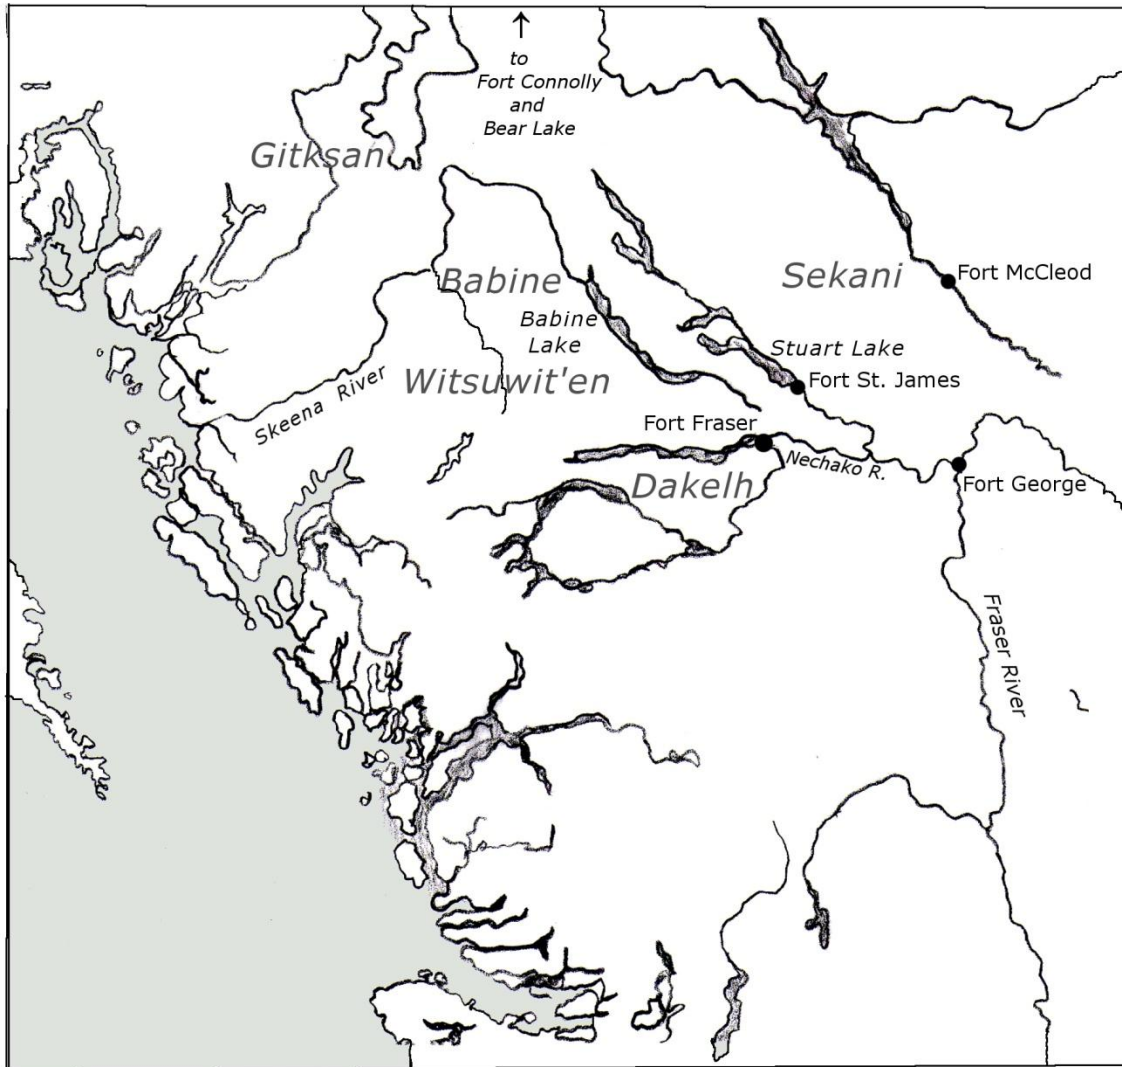 ↑
to
Fort Connolly
and
Bear Lake
Gitksan
Babine
Sekani
Fort McCleod
Babine
Lake
Stuart Lake
Witsuwit'en
Fort St. James
Skeena River
Fort Fraser
Nechako R.
Dakelh
Fort George
Fraser River